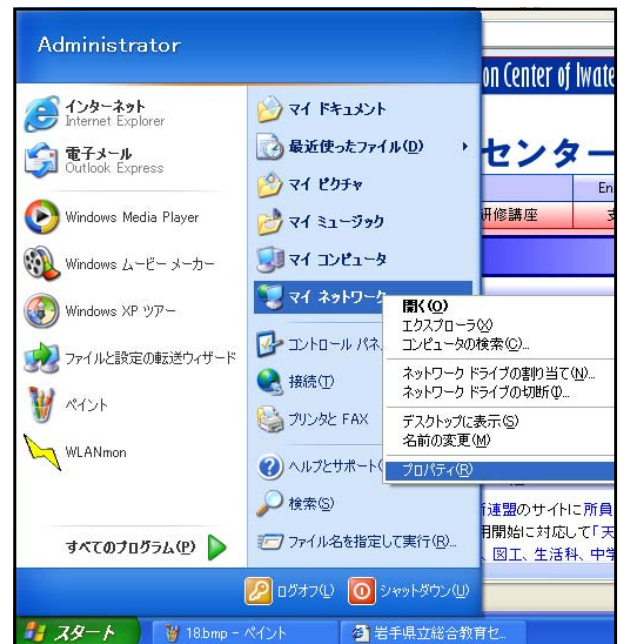 Administrator
on Center of Iwate
インターネット
Internet Explorer
電子メール
Outlook Express
Windows Media Player
Windows ムービー メーカー
Windows XP ツアー
ファイルと設定の転送ウィザード
ペイント
WLANmon
すべてのプログラム(P)
マイ ドキュメント
最近使ったファイル(D)
マイ ピクチャ
マイ ミュージック
マイ コンピュータ
マイ ネットワーク
コントロール パネ
接続(T)
プリンタと FAX
ヘルプとサポート(
検索(S)
ファイル名を指定して実行(R)...
開く(O)
エクスプローラ(X)
コンピュータの検索(C)...
ネットワーク ドライブの割り当て(N)...
ネットワーク ドライブの切断(I)...
デスクトップに表示(S)
名前の変更(M)
プロパティ(R)
センター
En
研修講座
連盟のサイトに所員
用開始に対応して「天
、図工、生活科、中学
ログオフ(L)
シャットダウン(U)
スタート
18.bmp - ペイント
岩手県立総合教育セ...